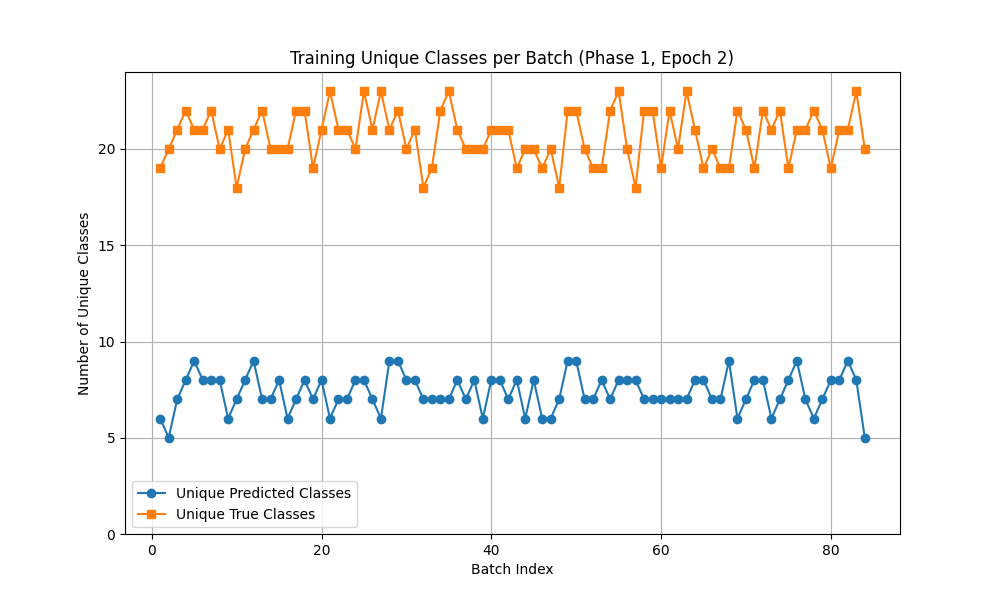 Training Unique Classes per Batch (Phase 1, Epoch 2)
Number of Unique Classes
20
15
10
5
0
Unique Predicted Classes
Unique True Classes
0 20 40 60 80
Batch Index